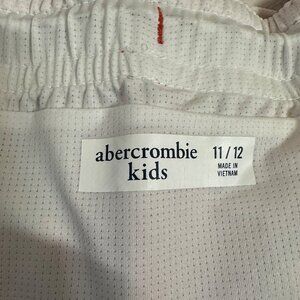 abercrombie
kids
11 / 12
MADE IN
VIETNAM